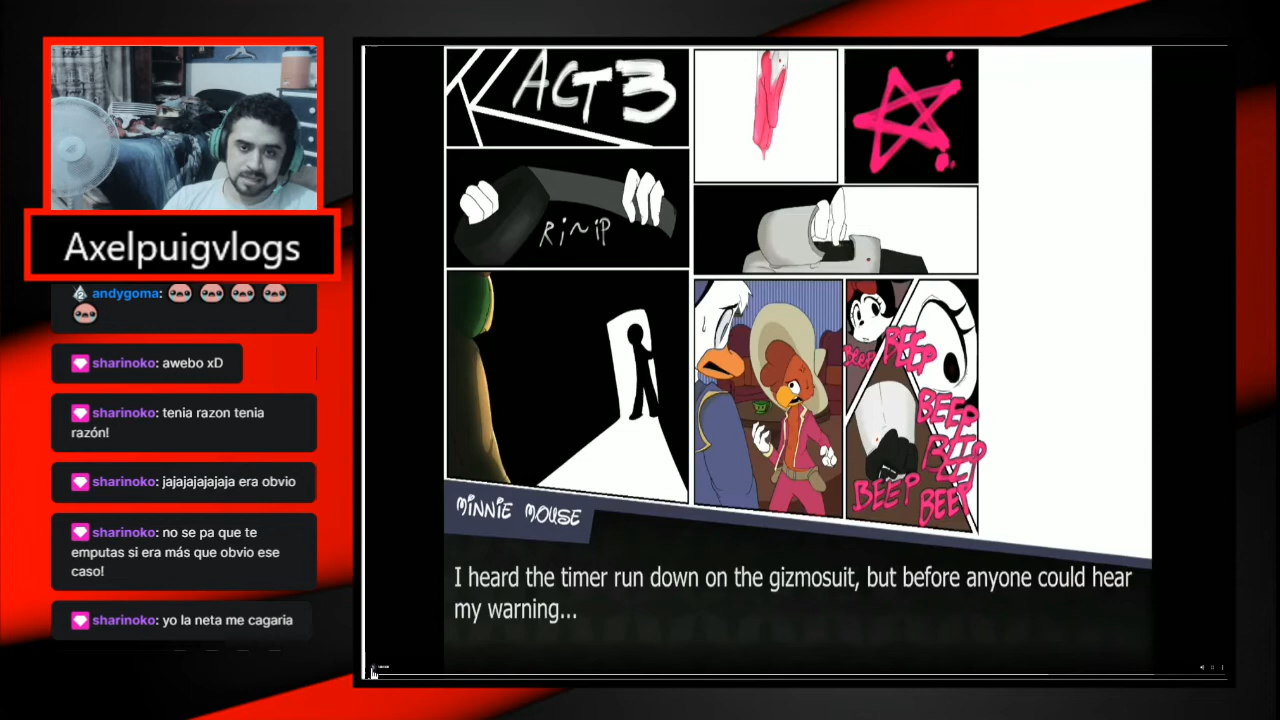 Axelpuigvlogs
andygoma:
sharinoko: awebo xD
sharinoko: tenia razon tenia
razón!
sharinoko: jajajajajajaja era obvio
sharinoko: no se pa que te
emputas si era más que obvio ese
caso!
sharinoko: yo la neta me cagaria
ACT 3
RiP
BEEP
BEEP
BEEP
BEEP
BEEP
BEEP
MINNIE MOUSE
I heard the timer run down on the gizmosuit, but before anyone could hear
my warning...